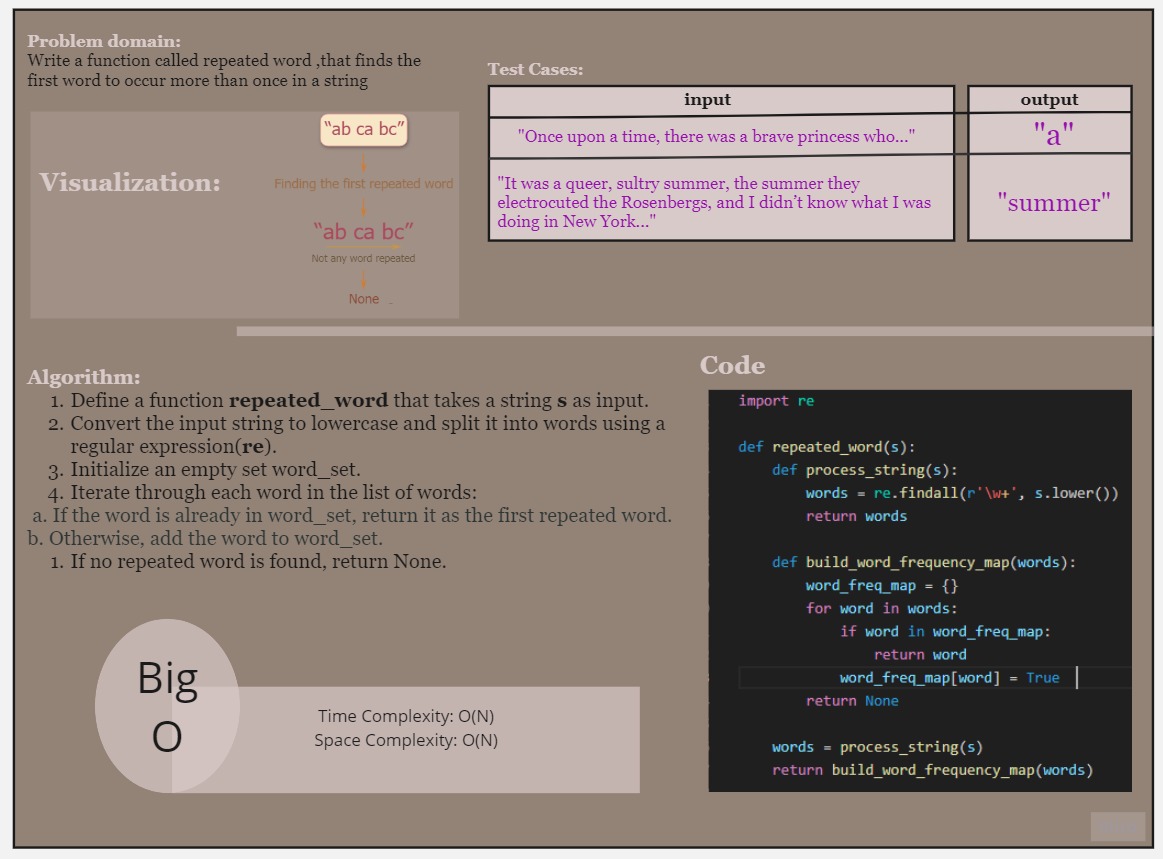 Problem domain:
Write a function called repeated word ,that finds the
first word to occur more than once in a string
Visualization:
“ab ca bc”
Finding the first repeated word
“ab ca bc”
Not any word repeated
None
Test Cases:
input output
"Once upon a time, there was a brave princess who..." "a"
"It was a queer, sultry summer, the summer they
electrocuted the Rosenbergs, and I didn’t know what I was
doing in New York..."
"summer"
Algorithm:
1. Define a function repeated_word that takes a string s as input.
2. Convert the input string to lowercase and split it into words using a
regular expression(re).
3. Initialize an empty set word_set.
4. Iterate through each word in the list of words:
a. If the word is already in word_set, return it as the first repeated word.
b. Otherwise, add the word to word_set.
1. If no repeated word is found, return None.
Big
O
Time Complexity: O(N)
Space Complexity: O(N)
Code
import re
def repeated_word(s):
def process_string(s):
words = re.findall(r'\w+', s.lower())
return words
def build_word_frequency_map(words):
word_freq_map = {}
for word in words:
if word in word_freq_map:
return word
word_freq_map[word] = True
return None
words = process_string(s)
return build_word_frequency_map(words)